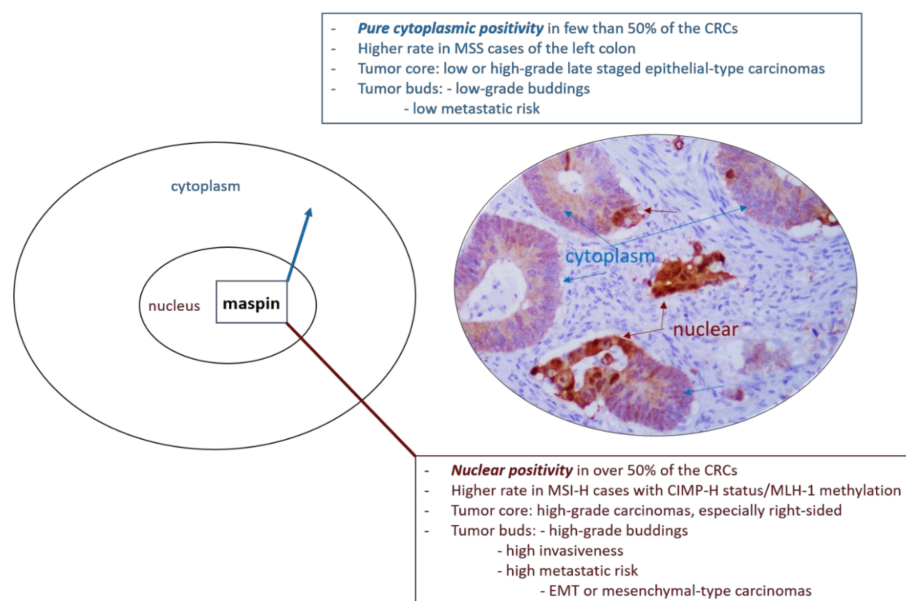 - Pure cytoplasmic positivity in few than 50% of the CRCs
- Higher rate in MSS cases of the left colon
- Tumor core: low or high-grade late staged epithelial-type carcinomas
- Tumor buds: - low-grade buddings
- low metastatic risk
cytoplasm
nucleus
maspin
cytoplasm
nuclear
- Nuclear positivity in over 50% of the CRCs
- Higher rate in MSI-H cases with CIMP-H status/MLH-1 methylation
- Tumor core: high-grade carcinomas, especially right-sided
- Tumor buds: - high-grade buddings
- high invasiveness
- high metastatic risk
- EMT or mesenchymal-type carcinomas